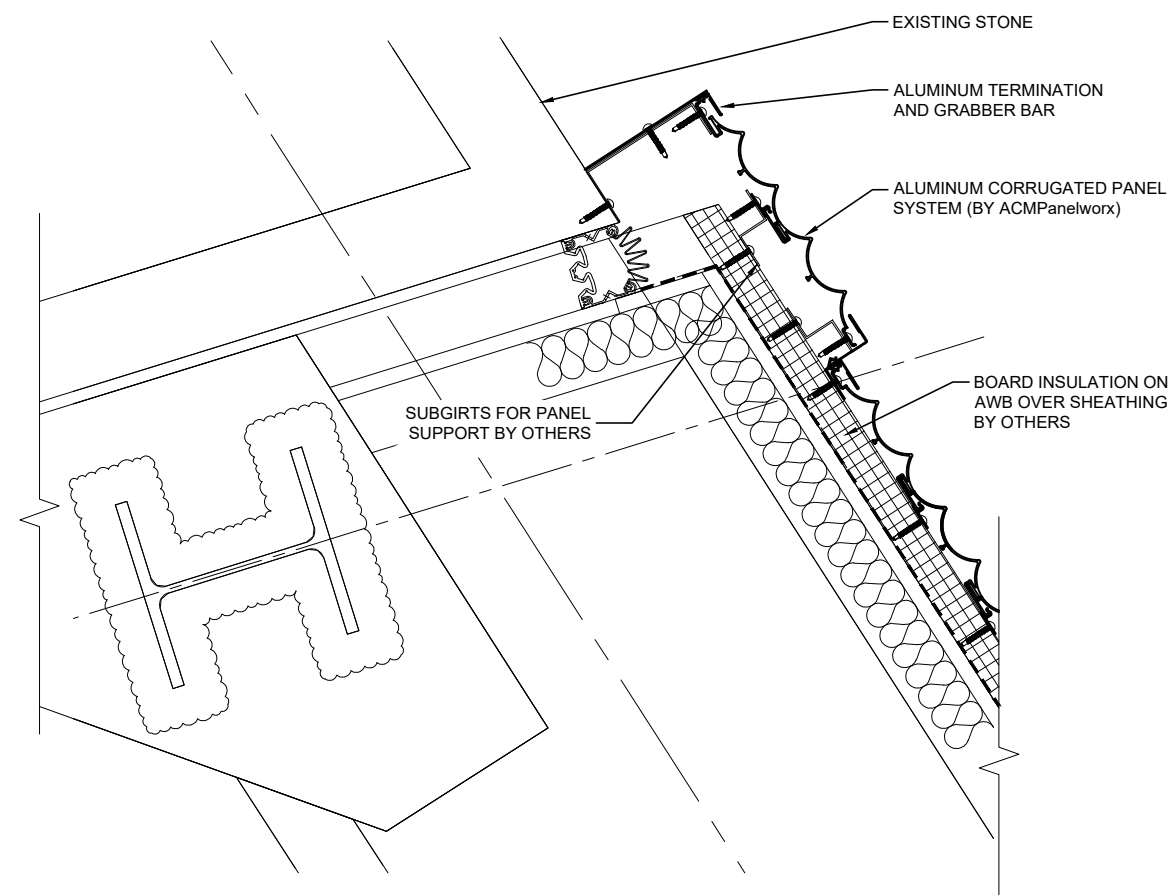 EXISTING STONE
ALUMINUM TERMINATION
AND GRABBER BAR
ALUMINUM CORRUGATED PANEL
SYSTEM (BY ACMPanelworx)
BOARD INSULATION ON
AWB OVER SHEATHING
BY OTHERS
SUBGIRTS FOR PANEL
SUPPORT BY OTHERS